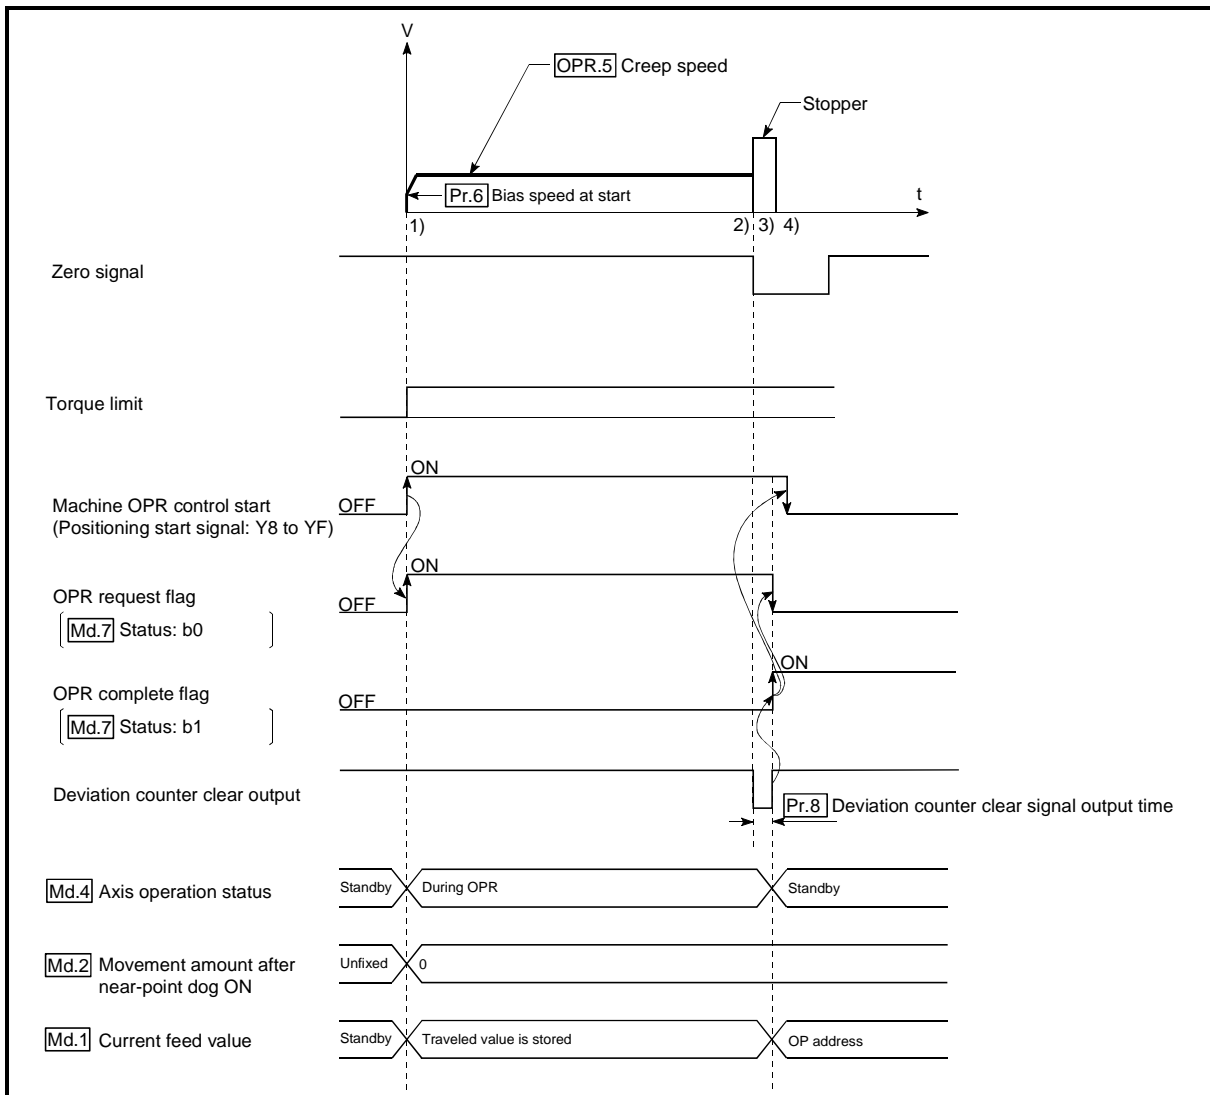 V
OPR.5 Creep speed
Stopper
Pr.6 Bias speed at start
t
1)
2) 3) 4)
Zero signal
Torque limit
ON
Machine OPR control start
OFF
(Positioning start signal: Y8 to YF)
ON
OPR request flag
OFF
Md.7 Status: b0
ON
OPR complete flag
OFF
Md.7 Status: b1
Deviation counter clear output
Pr.8 Deviation counter clear signal output time
Md.4 Axis operation status
Standby
During OPR
Standby
Md.2 Movement amount after
near-point dog ON
Unfixed
0
Md.1 Current feed value
Standby
Traveled value is stored
OP address